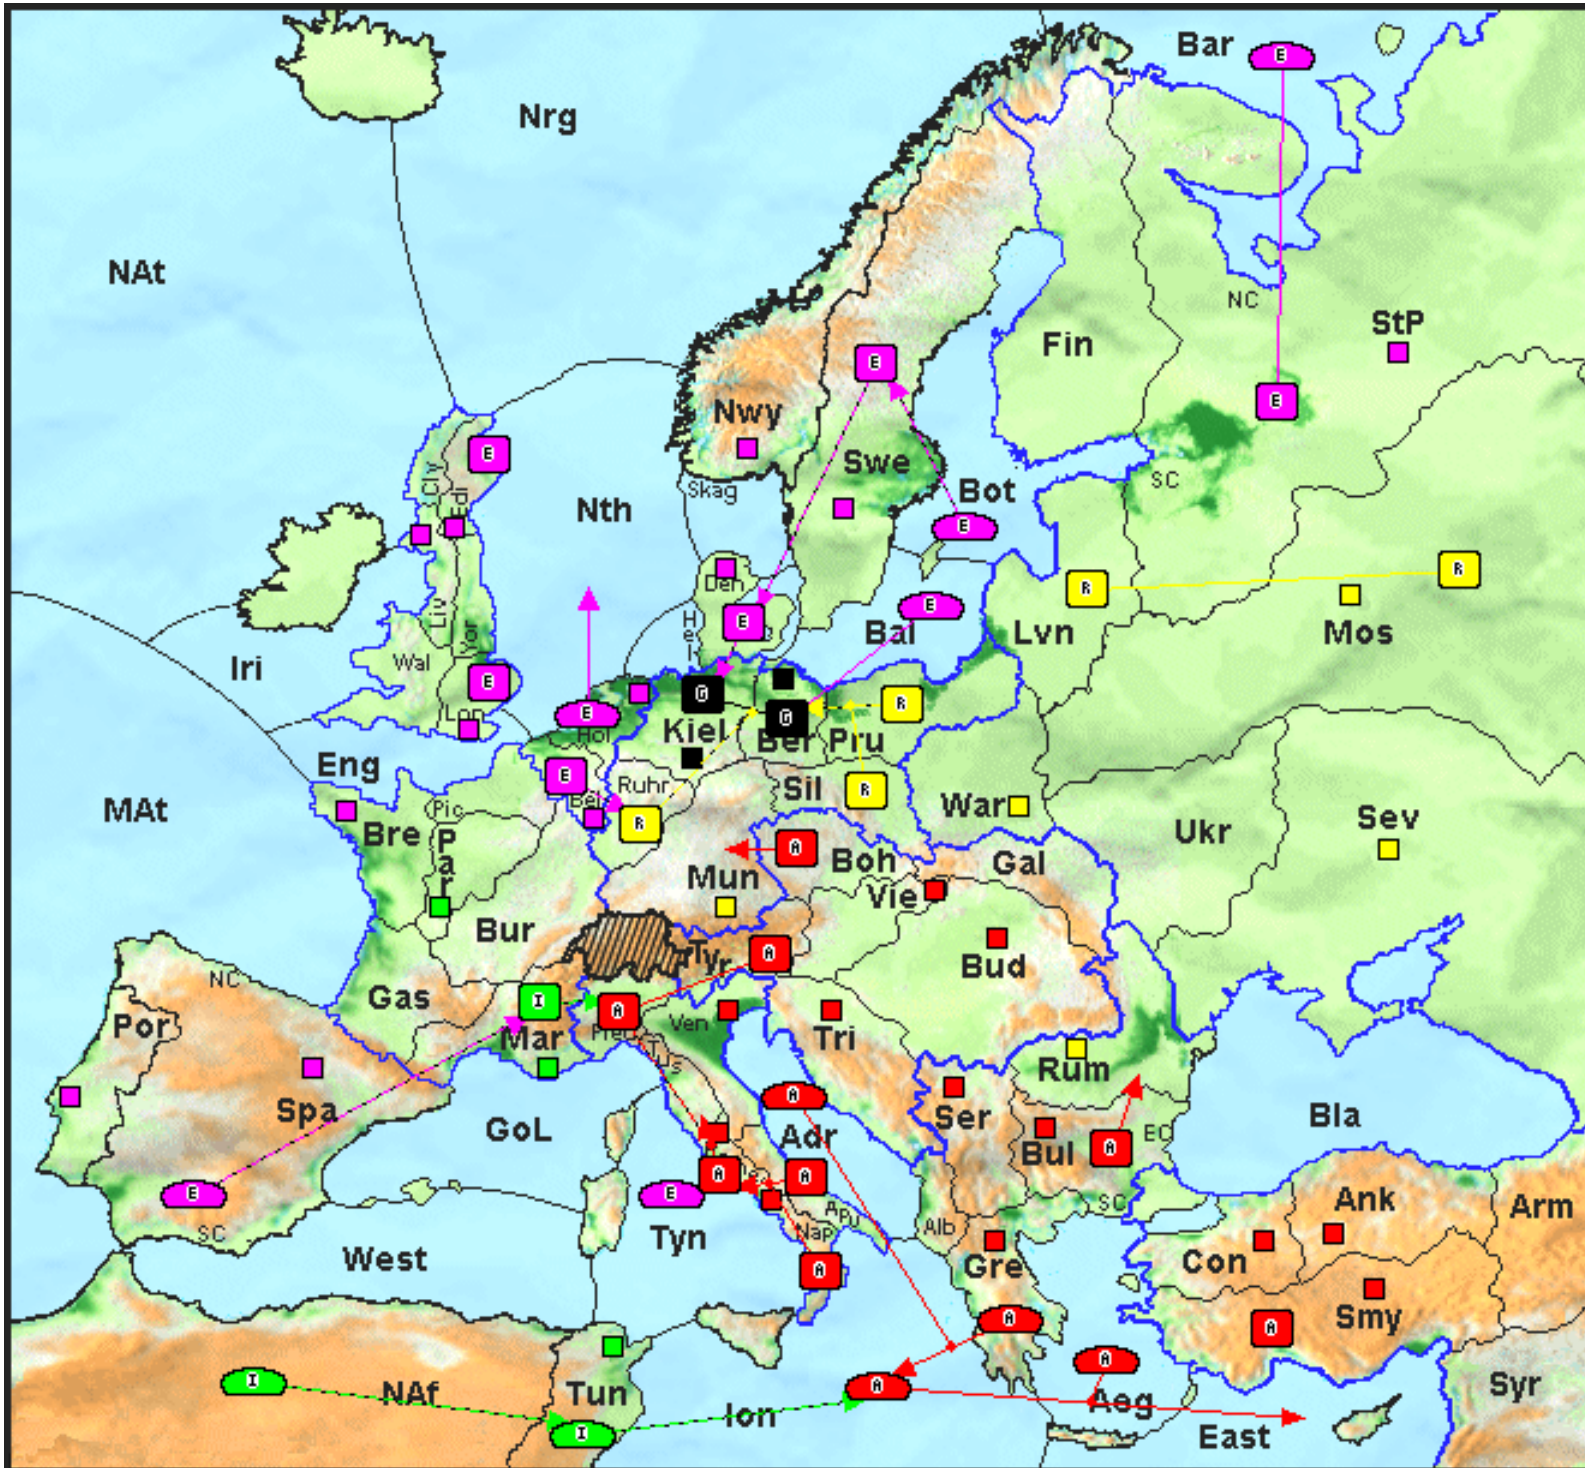 Bar
E
Nrg
NAt
NC
StP
Fin
E
E
Nwy
E
Cly
Edi
Swe
SC
Skag
Bot
Nth
E
R
R
Den
E
Mos
Liv
Yor
Hel
E
Bal
Lvn
Iri
Wal
E
Lon
E
Hol
G
Kiel
G
Ber
R
Pru
Eng
E
Bel
Ruhr
Sil
R
War
MAt
Pic
Bre
Par
R
Ukr
Sev
A
Boh
Gal
Mun
Vie
Bur
Tyr
A
Bud
NC
Gas
I
A
Pie
Ven
Tri
Por
Mar
Tus
Rum
Spa
GoL
A
Adr
Ser
Bla
Bul
A
EC
E
SC
E
A
A
Apu
Nap
SC
Ank
Arm
West
Tyn
Alb
Gre
Con
A
Smy
A
A
I
NAf
Tun
A
A
Aeg
Syr
I
Ion
East